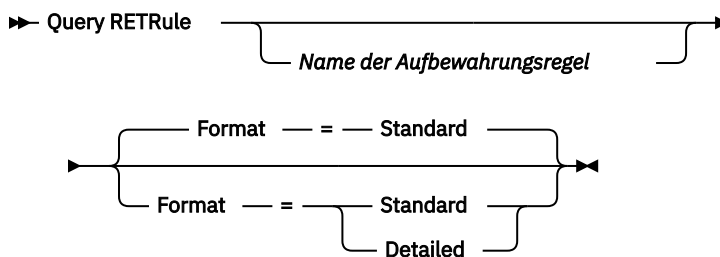 Query RETRule
Name der Aufbewahrungsregel
Format = Standard
Format = Standard
Detailed